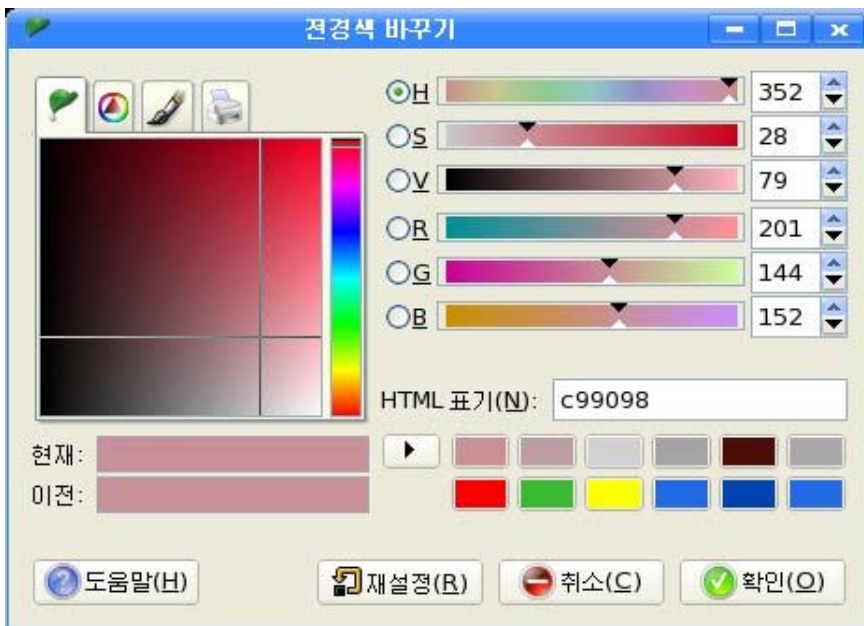 전경색 바꾸기
H 352
S 28
V 79
R 201
G 144
B 152
HTML 표기(N): c99098
현재:
이전:
도움말(H) 재설정(R) 취소(C) 확인(O)